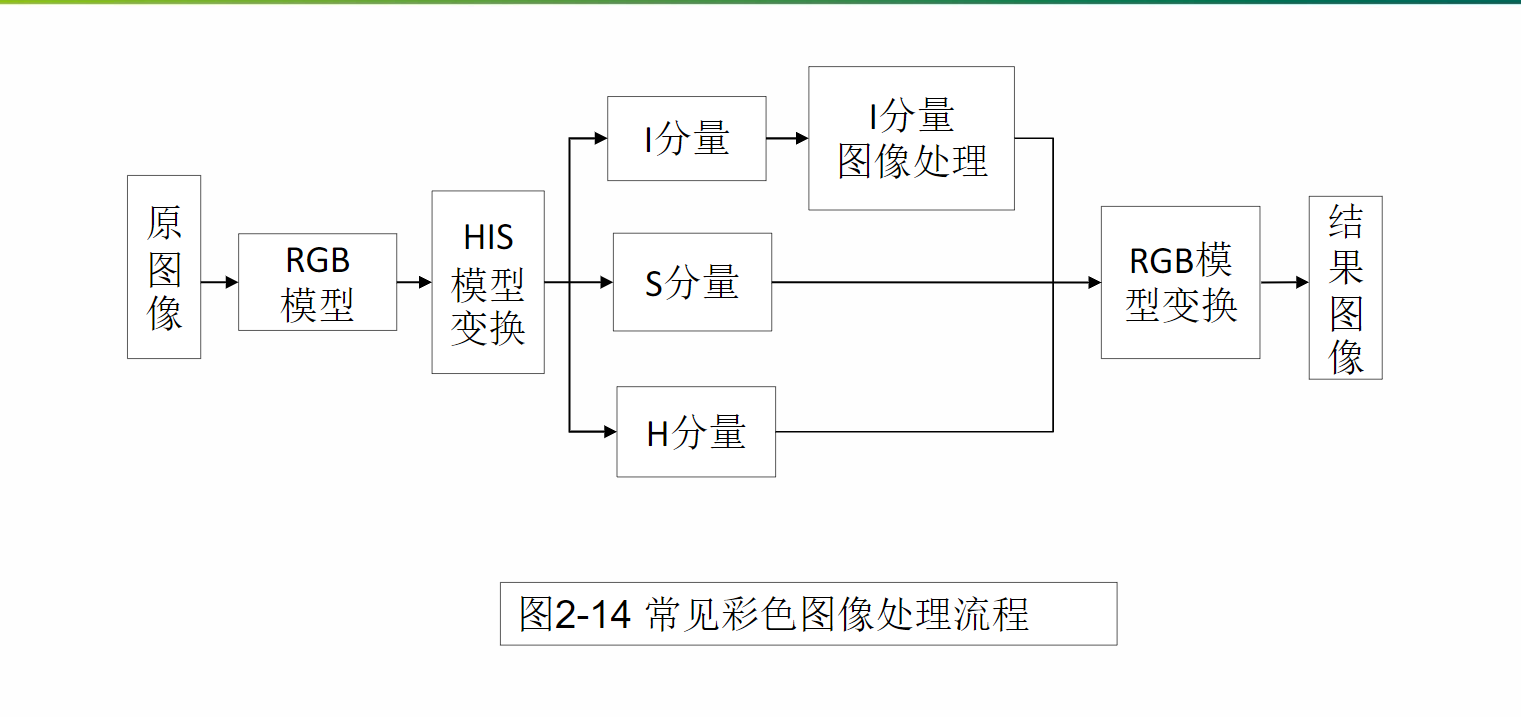 原
图
像
RGB
模型
HIS
模型
变换
I分量
I分量
图像处理
S分量
H分量
RGB模
型变换
结
果
图
像
图2-14 常见彩色图像处理流程